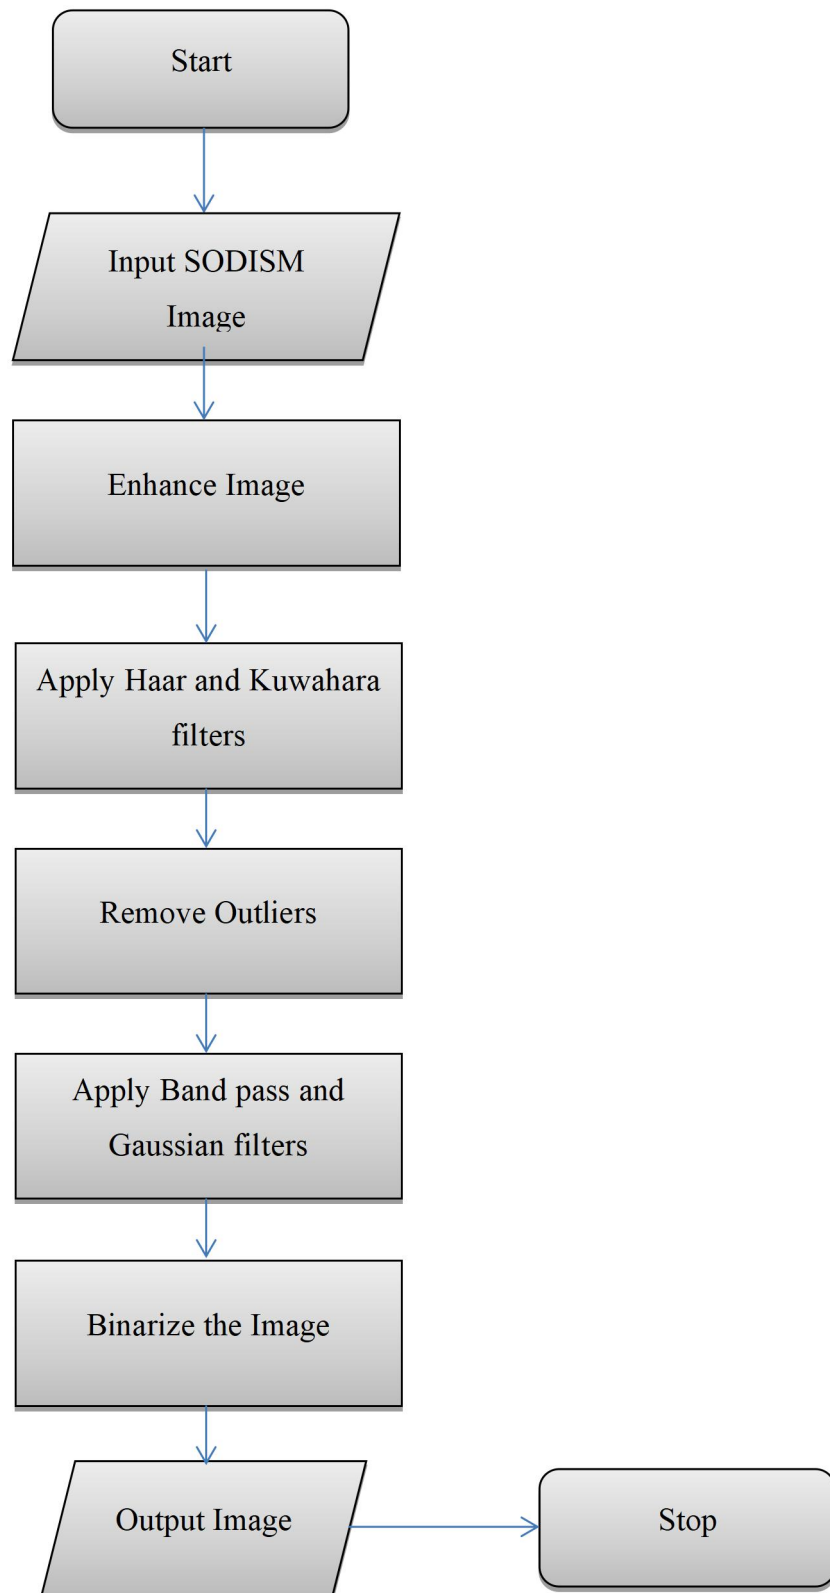 Start
Input SODISM
Image
Enhance Image
Apply Haar and Kuwahara
filters
Remove Outliers
Apply Band pass and
Gaussian filters
Binarize the Image
Output Image
Stop